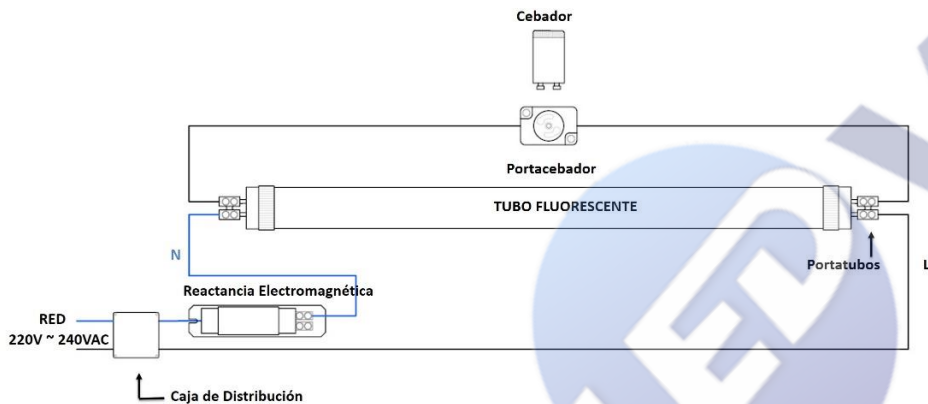 Cebador
Portacebador
TUBO FLUORESCENTE
N
Portatubos
L
Reactancia Electromagnética
RED
220V ~ 240VAC
Caja de Distribución